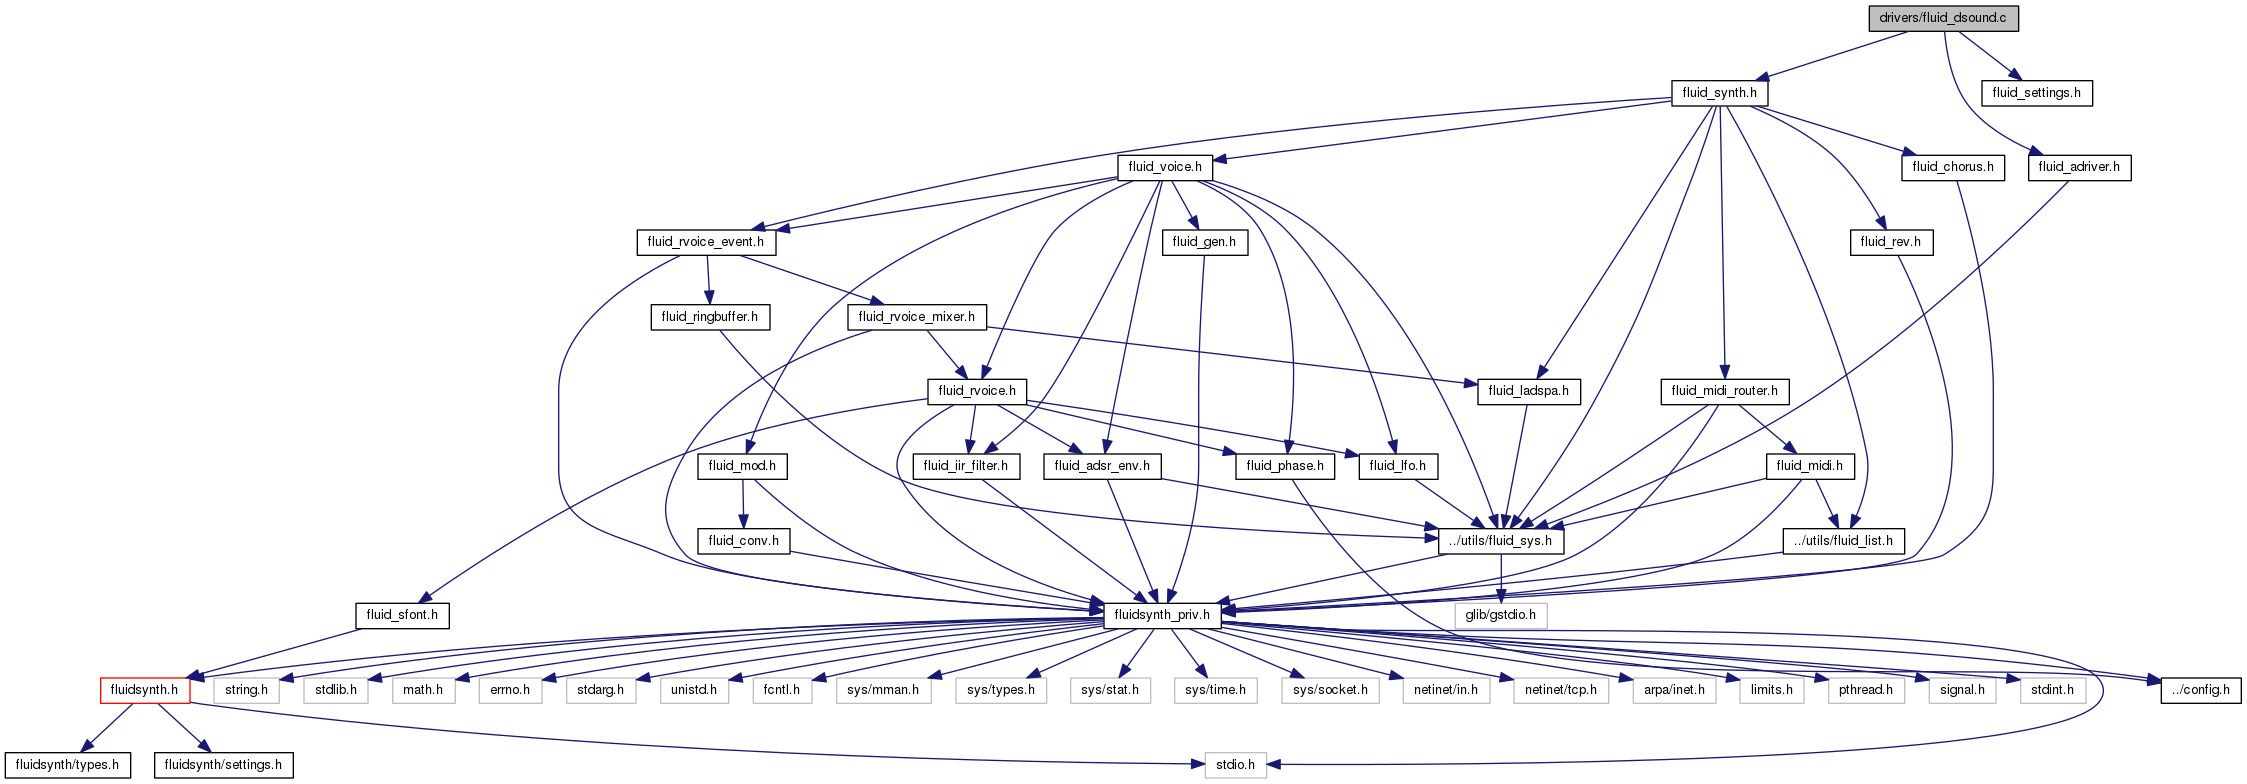 drivers/fluid_dsound.c
fluid_synth.h
fluid_settings.h
fluid_voice.h
fluid_chorus.h
fluid_adriver.h
fluid_rvoice_event.h
fluid_gen.h
fluid_rev.h
fluid_ringbuffer.h
fluid_rvoice_mixer.h
fluid_rvoice.h
fluid_ladspa.h
fluid_midi_router.h
fluid_mod.h
fluid_iir_filter.h
fluid_adsr_env.h
fluid_phase.h
fluid_lfo.h
fluid_midi.h
fluid_conv.h
../utils/fluid_sys.h
../utils/fluid_list.h
fluid_sfont.h
fluidsynth_priv.h
glib/gstdio.h
fluidsynth.h
string.h
stdlib.h
math.h
errno.h
stdarg.h
unistd.h
fcntl.h
sys/mman.h
sys/types.h
sys/stat.h
sys/time.h
sys/socket.h
netinet/in.h
netinet/tcp.h
arpa/inet.h
limits.h
pthread.h
signal.h
stdint.h
../config.h
fluidsynth/types.h
fluidsynth/settings.h
stdio.h